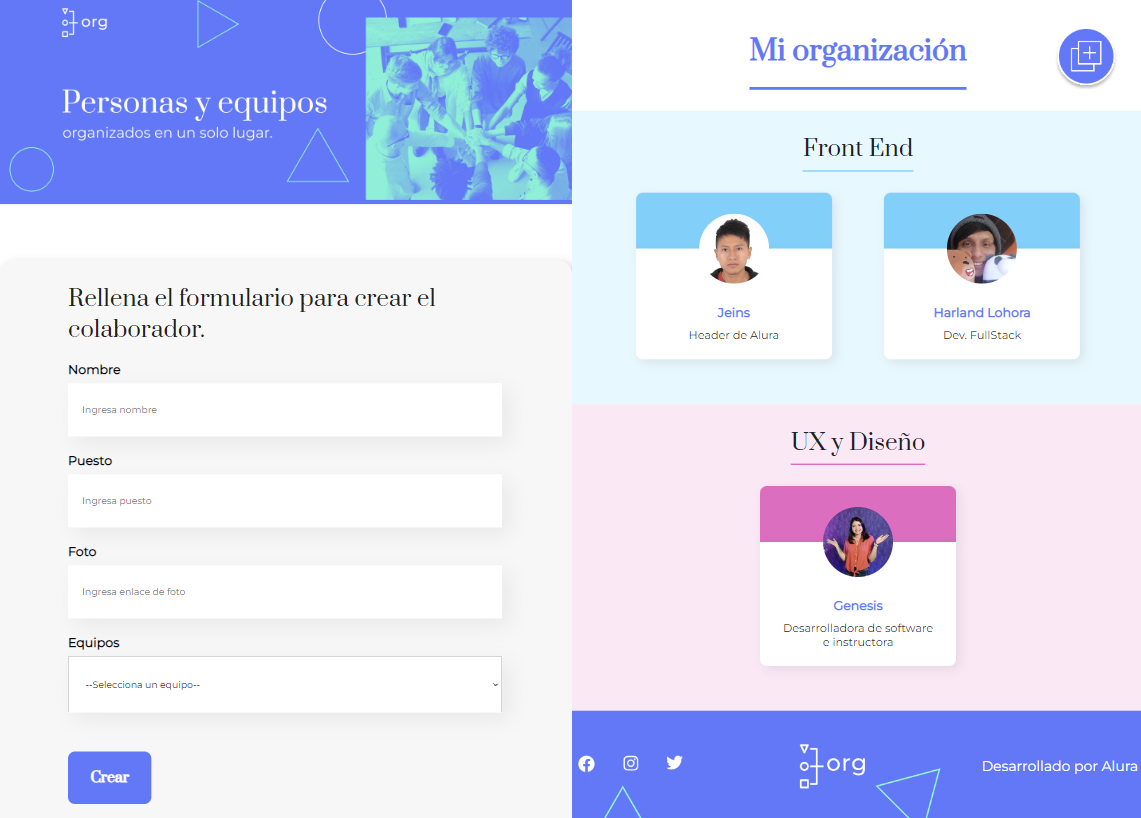 org
Personas y equipos
organizados en un solo lugar.
Rellena el formulario para crear el
colaborador.
Nombre
Ingresa nombre
Puesto
Ingresa puesto
Foto
Ingresa enlace de foto
Equipos
--Selecciona un equipo--
Crear
Mi organización
Front End
Jeins
Header de Alura
Harland Lohora
Dev. FullStack
UX y Diseño
Genesis
Desarrolladora de software
e instructora
org
Desarrollado por Alura